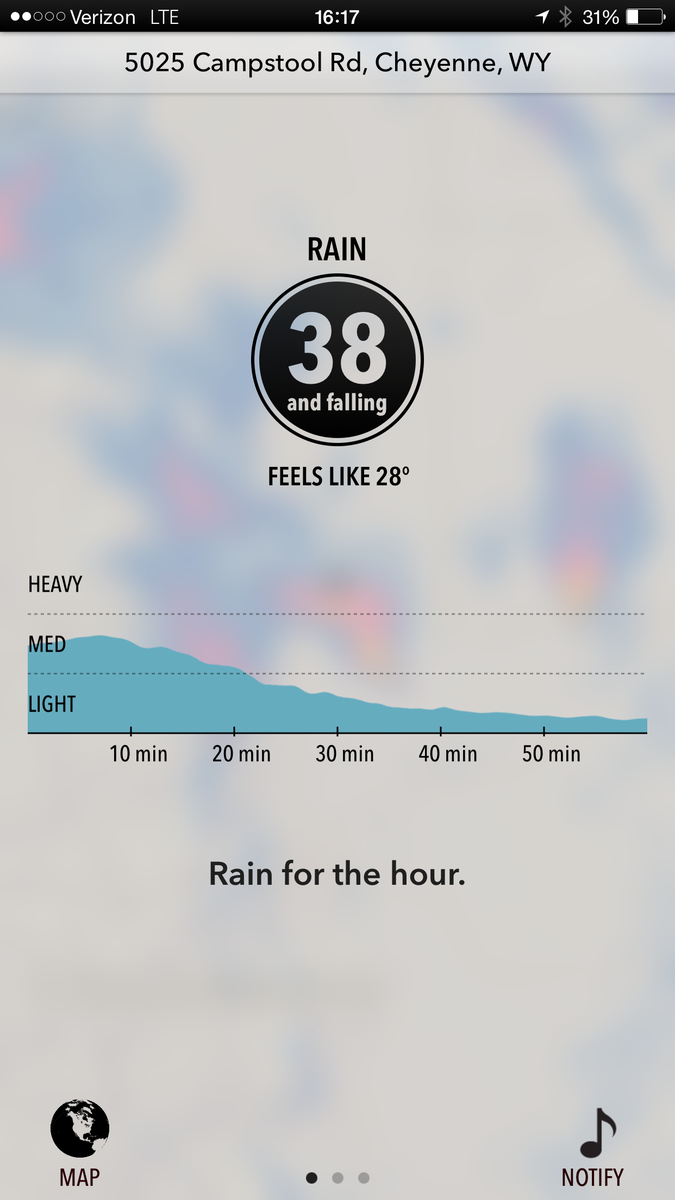 Verizon LTE 16:17 31%
5025 Campstool Rd, Cheyenne, WY
RAIN
38
and falling
FEELS LIKE 28º
HEAVY
MED
LIGHT
10 min 20 min 30 min 40 min 50 min
Rain for the hour.
MAP NOTIFY